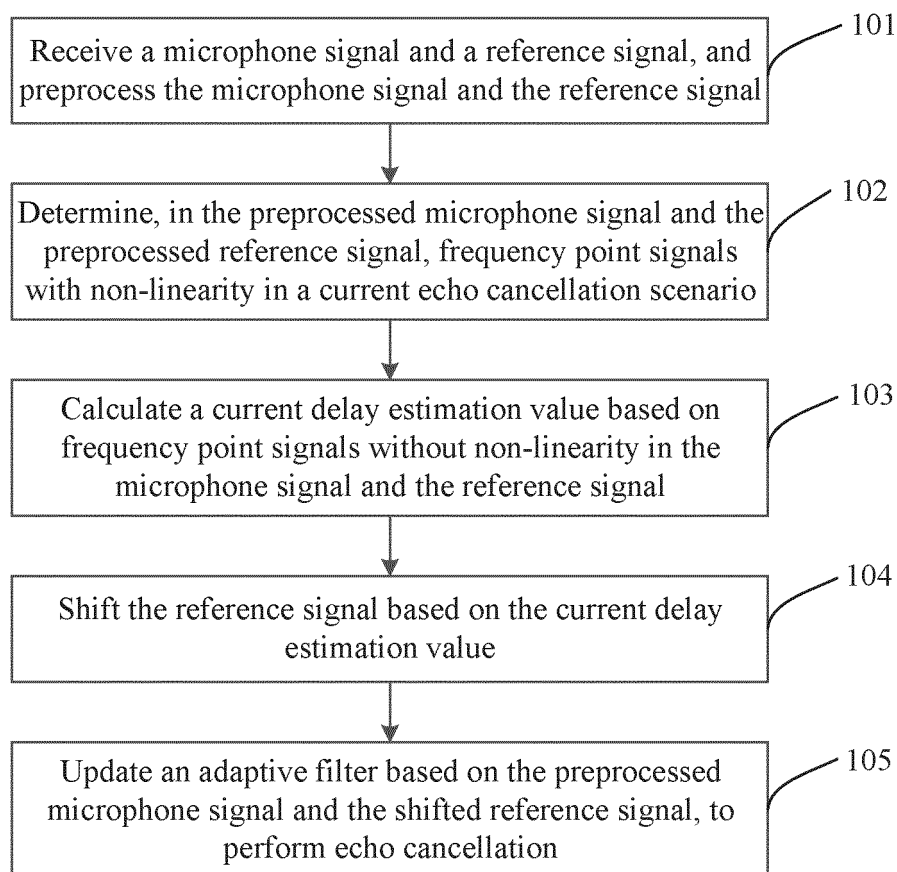 101
Receive a microphone signal and a reference signal, and
preprocess the microphone signal and the reference signal
102
Determine, in the preprocessed microphone signal and the
preprocessed reference signal, frequency point signals
with non-linearity in a current echo cancellation scenario
103
Calculate a current delay estimation value based on
frequency point signals without non-linearity in the
microphone signal and the reference signal
104
Shift the reference signal based on the current delay
estimation value
105
Update an adaptive filter based on the preprocessed
microphone signal and the shifted reference signal, to
perform echo cancellation